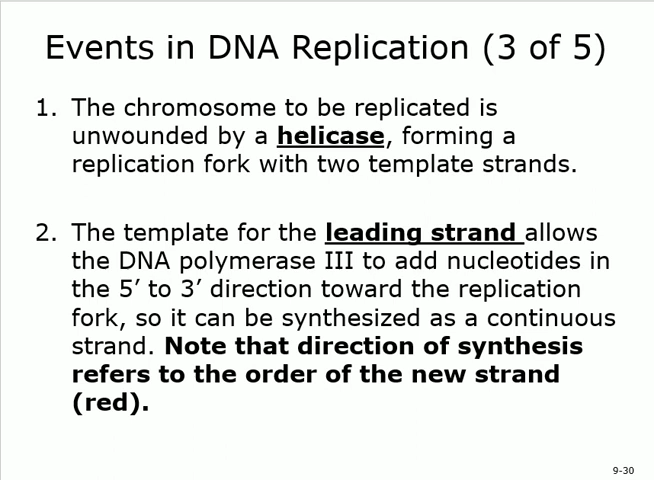 Events in DNA Replication (3 of 5)
1. The chromosome to be replicated is
unwounded by a helicase, forming a
replication fork with two template strands.
2. The template for the leading strand allows
the DNA polymerase III to add nucleotides in
the 5’ to 3’ direction toward the replication
fork, so it can be synthesized as a continuous
strand. Note that direction of synthesis
refers to the order of the new strand
(red).
9-30